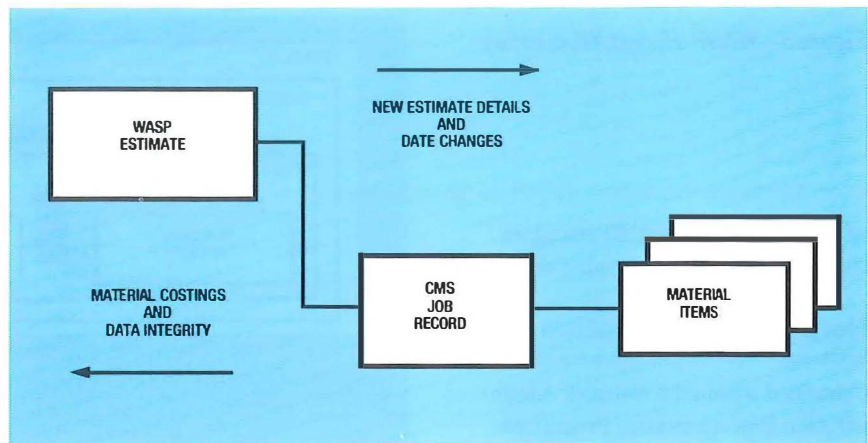 WASP
ESTIMATE
NEW ESTIMATE DETAILS
AND
DATE CHANGES
MATERIAL COSTINGS
AND
DATA INTEGRITY
CMS
JOB
RECORD
MATERIAL
ITEMS